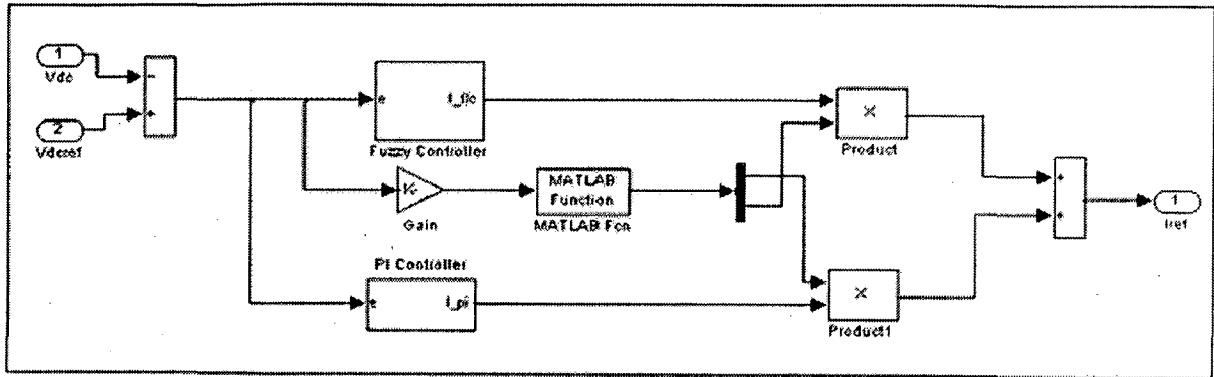 1
Vdc
2
Vdcref
-
+
e
I_flc
Fuzzy Controller
Gain
MATLAB
Function
MATLAB Fcn
PI Controller
e
I_pi
×
Product
×
Product1
+
+
1
Iref